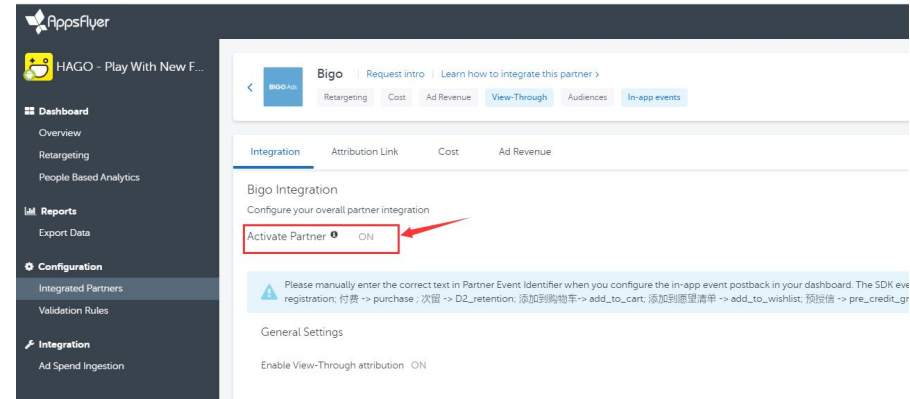 AppsFlyer
HAGO - Play With New F...
Dashboard
Overview
Retargeting
People Based Analytics
Reports
Export Data
Configuration
Integrated Partners
Validation Rules
Integration
Ad Spend Ingestion
BIGO Ads
Bigo | Request intro | Learn how to integrate this partner >
Retargeting Cost Ad Revenue View-Through Audiences In-app events
Integration Attribution Link Cost Ad Revenue
Bigo Integration
Configure your overall partner integration
Activate Partner ON
Please manually enter the correct text in Partner Event Identifier when you configure the in-app event postback in your dashboard. The SDK eve
registration; 付费 -> purchase ; 次留 -> D2_retention; 添加到购物车-> add_to_cart; 添加到愿望清单 -> add_to_wishlist; 预授信 -> pre_credit_gr
General Settings
Enable View-Through attribution ON